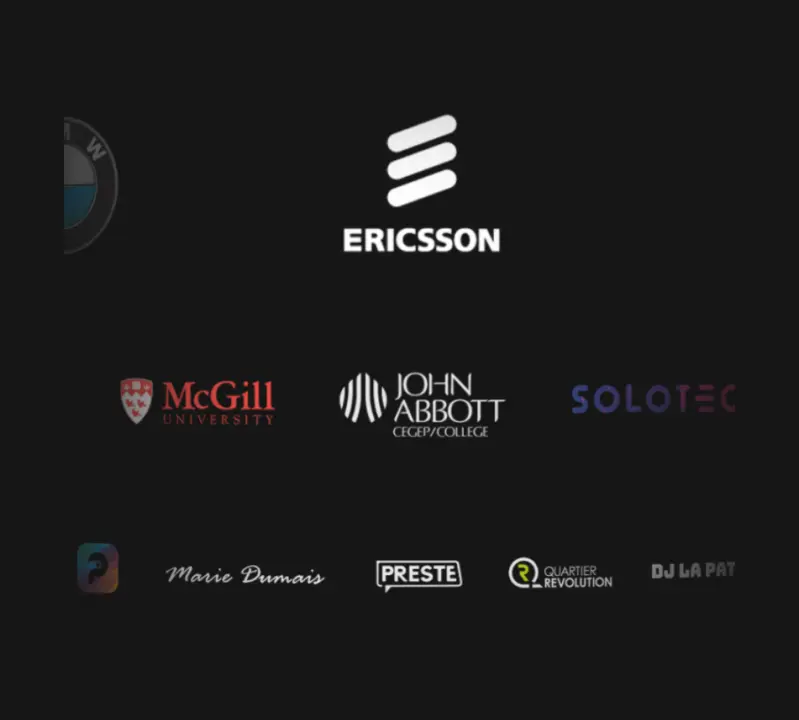 M W
ERICSSON
McGill
UNIVERSITY
JOHN
ABBOTT
CEGEP/COLLEGE
SOLOTEC
P
Marie Dumais
PRESTE
QUARTIER
REVOLUTION
DJ LA PAT